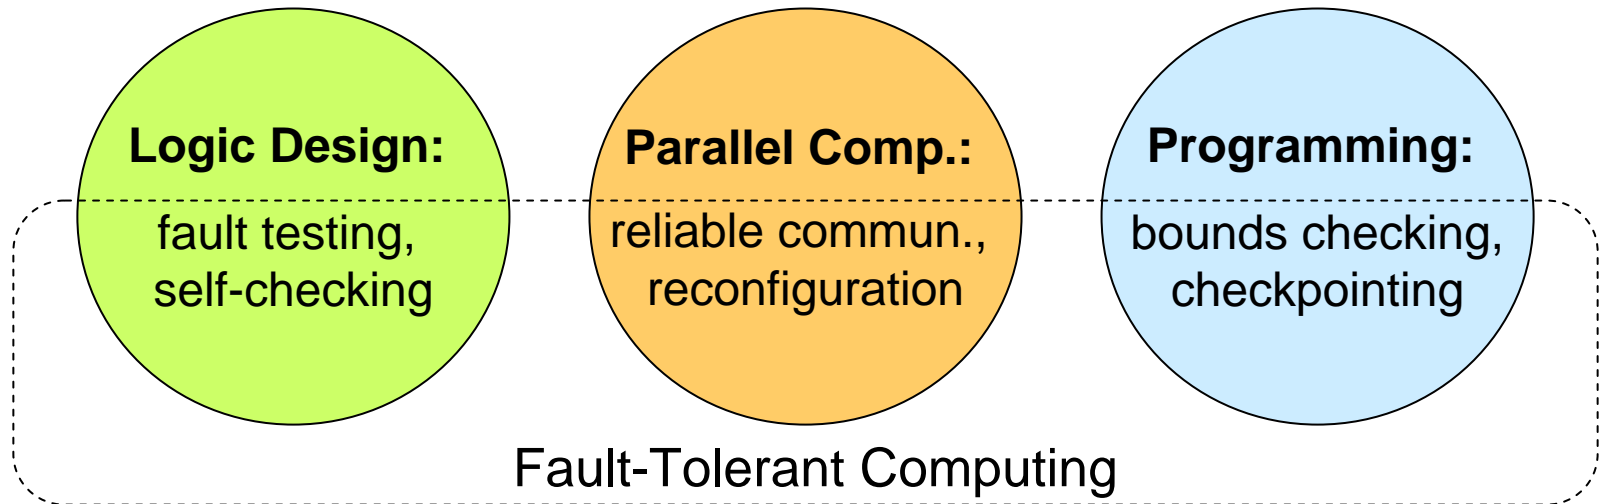 Logic Design:
fault testing,
self-checking
Parallel Comp.:
reliable commun.,
reconfiguration
Programming:
bounds checking,
checkpointing
Fault-Tolerant Computing